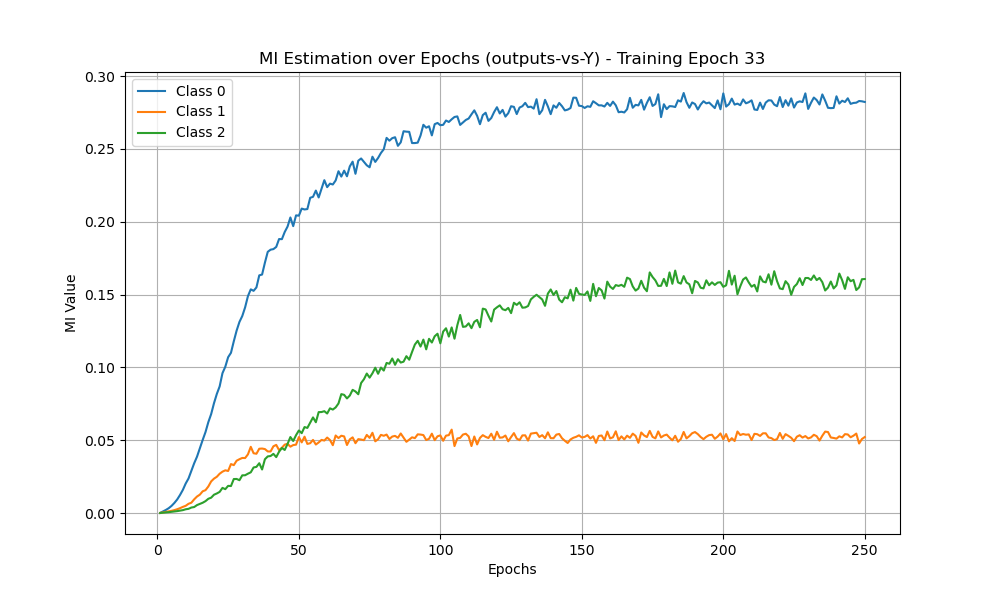 MI Estimation over Epochs (outputs-vs-Y) - Training Epoch 33
Class 0
Class 1
Class 2
MI Value
0.30
0.25
0.20
0.15
0.10
0.05
0.00
0 50 100 150 200 250
Epochs